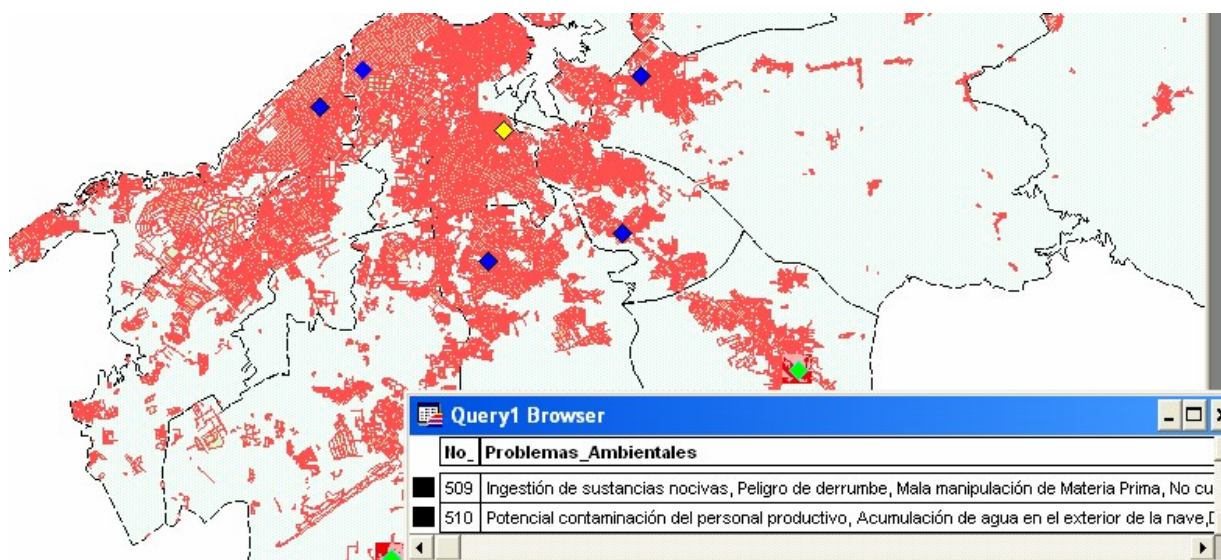 Query1 Browser
No_ Problemas_Ambientales
509 Ingestión de sustancias nocivas, Peligro de derrumbe, Mala manipulación de Materia Prima, No cu
510 Potencial contaminación del personal productivo, Acumulación de agua en el exterior de la nave,